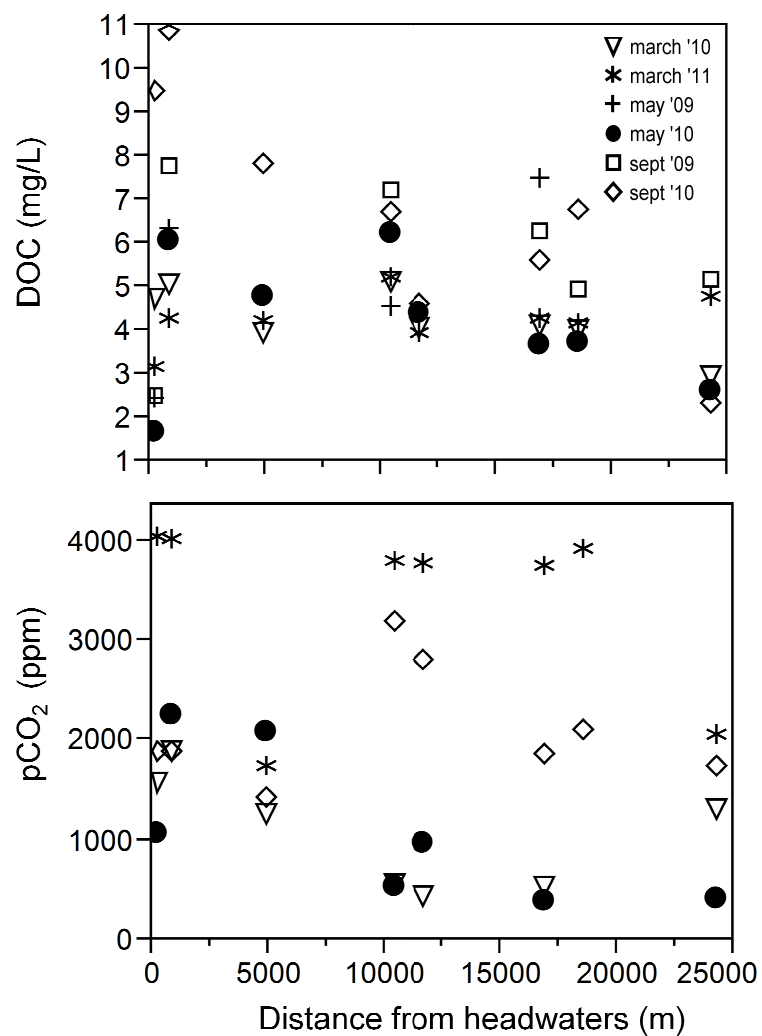 11
10
9
8
7
6
5
4
3
2
1
DOC (mg/L)
march '10
march '11
may '09
may '10
sept '09
sept '10
4000
3000
2000
1000
0
pCO₂ (ppm)
0 5000 10000 15000 20000 25000
Distance from headwaters (m)